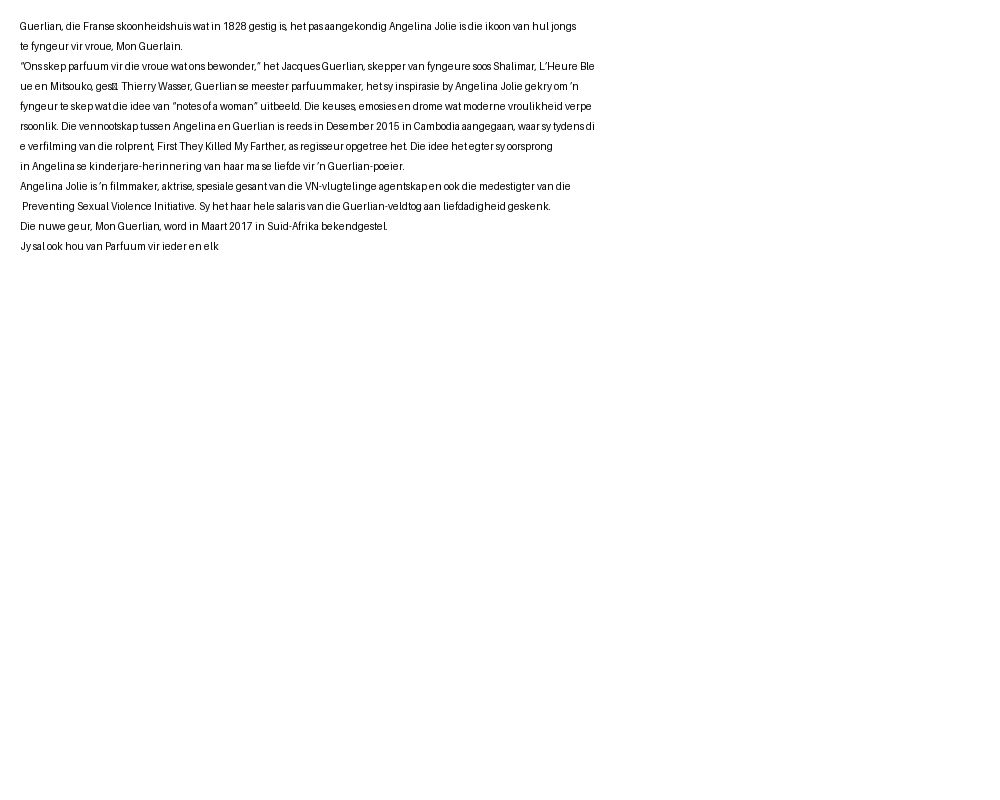 Guerlian, die Franse skoonheidshuis wat in 1828 gestig is, het pas aangekondig Angelina Jolie is die ikoon van hul jongs
te fyngeur vir vroue, Mon Guerlain.
“Ons skep parfuum vir die vroue wat ons bewonder,” het Jacques Guerlian, skepper van fyngeure soos Shalimar, L’Heure Ble
ue en Mitsouko, ges Thierry Wasser, Guerlian se meester parfuummaker, het sy inspirasie by Angelina Jolie gekry om ’n
fyngeur te skep wat die idee van “notes of a woman” uitbeeld. Die keuses, emosies en drome wat moderne vroulikheid verpe
rsoonlik. Die vennootskap tussen Angelina en Guerlian is reeds in Desember 2015 in Cambodia aangegaan, waar sy tydens di
e verfilming van die rolprent, First They Killed My Farther, as regisseur opgetree het. Die idee het egter sy oorsprong
in Angelina se kinderjare-herinnering van haar ma se liefde vir ’n Guerlian-poeier.
Angelina Jolie is ’n filmmaker, aktrise, spesiale gesant van die VN-vlugtelinge agentskap en ook die medestigter van die
Preventing Sexual Violence Initiative. Sy het haar hele salaris van die Guerlian-veldtog aan liefdadigheid geskenk.
Die nuwe geur, Mon Guerlian, word in Maart 2017 in Suid-Afrika bekendgestel.
Jy sal ook hou van Parfuum vir ieder en elk